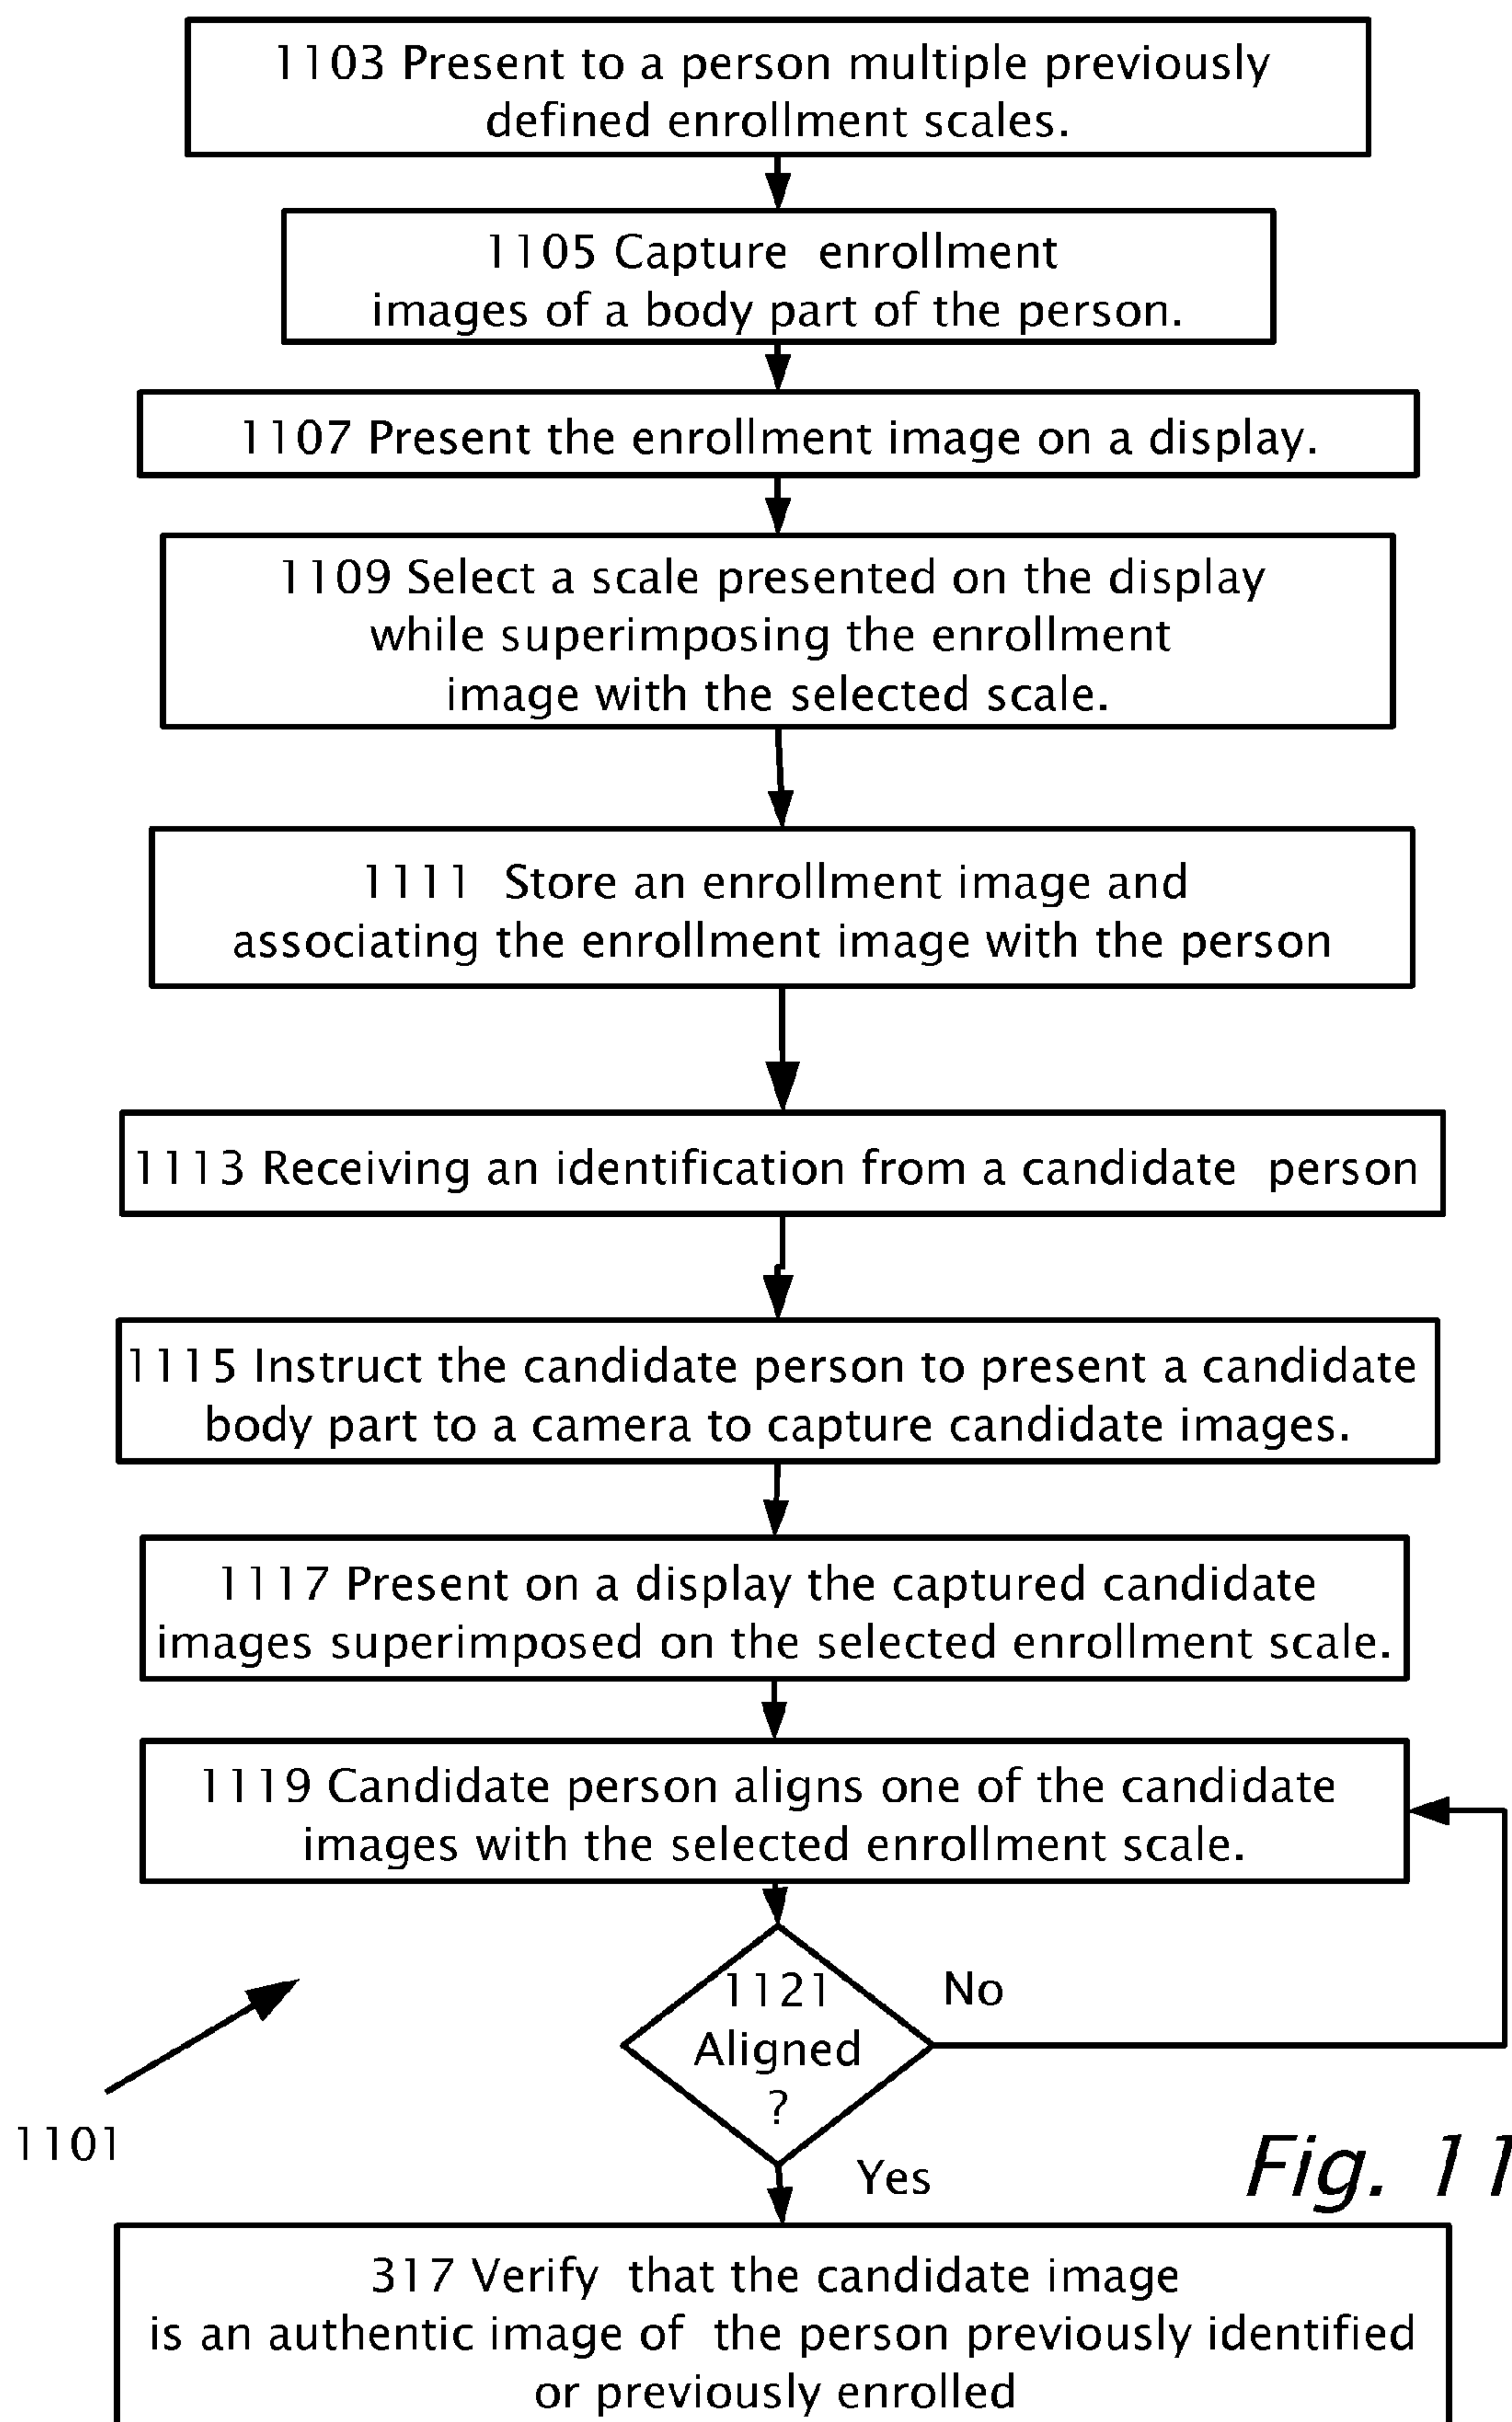 1103 Present to a person multiple previously
defined enrollment scales.
1105 Capture enrollment
images of a body part of the person.
1107 Present the enrollment image on a display.
1109 Select a scale presented on the display
while superimposing the enrollment
image with the selected scale.
1111 Store an enrollment image and
associating the enrollment image with the person
1113 Receiving an identification from a candidate person
1115 Instruct the candidate person to present a candidate
body part to a camera to capture candidate images.
1117 Present on a display the captured candidate
images superimposed on the selected enrollment scale.
1119 Candidate person aligns one of the candidate
images with the selected enrollment scale.
1121
Aligned
?
No
Yes
1101
Fig. 11
317 Verify that the candidate image
is an authentic image of the person previously identified
or previously enrolled